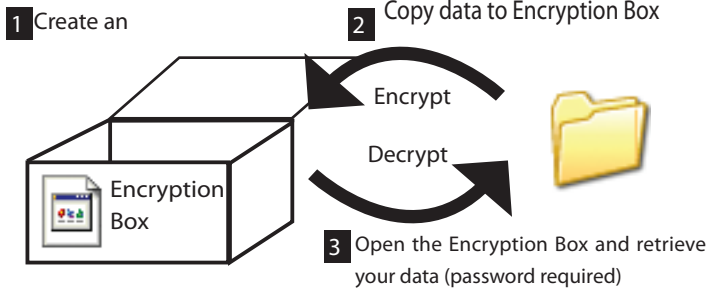 1 Create an
2 Copy data to Encryption Box
Encrypt
Decrypt
Encryption
Box
3 Open the Encryption Box and retrieve
your data (password required)